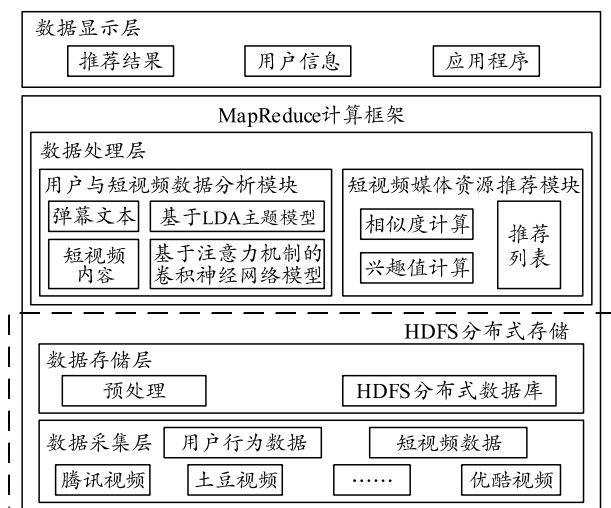 数据显示层
推荐结果
用户信息
应用程序
MapReduce计算框架
数据处理层
用户与短视频数据分析模块
弹幕文本
基于LDA主题模型
短视频
内容
基于注意力机制的
卷积神经网络模型
短视频媒体资源推荐模块
相似度计算
兴趣值计算
推荐
列表
HDFS分布式存储
数据存储层
预处理
HDFS分布式数据库
数据采集层
用户行为数据
短视频数据
腾讯视频
土豆视频
……
优酷视频